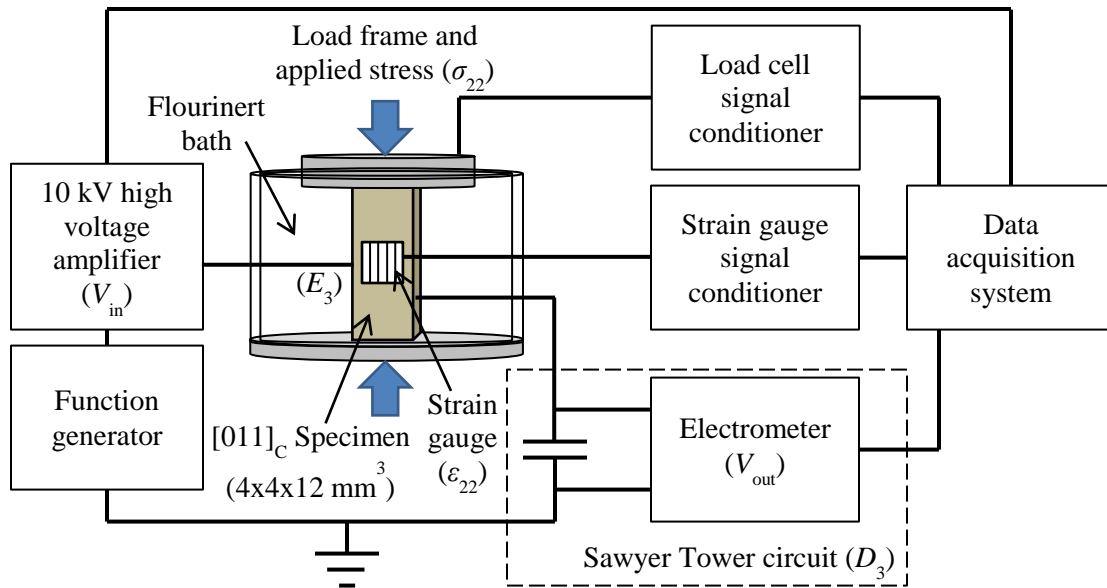 Load frame and
applied stress (σ22)
Flourinert
bath
Load cell
signal
conditioner
10 kV high
voltage
amplifier
(Vin)
(E3)
Strain gauge
signal
conditioner
Data
acquisition
system
Function
generator
[011]C Specimen
(4x4x12 mm3)
Strain
gauge
(ε22)
Electrometer
(Vout)
Sawyer Tower circuit (D3)